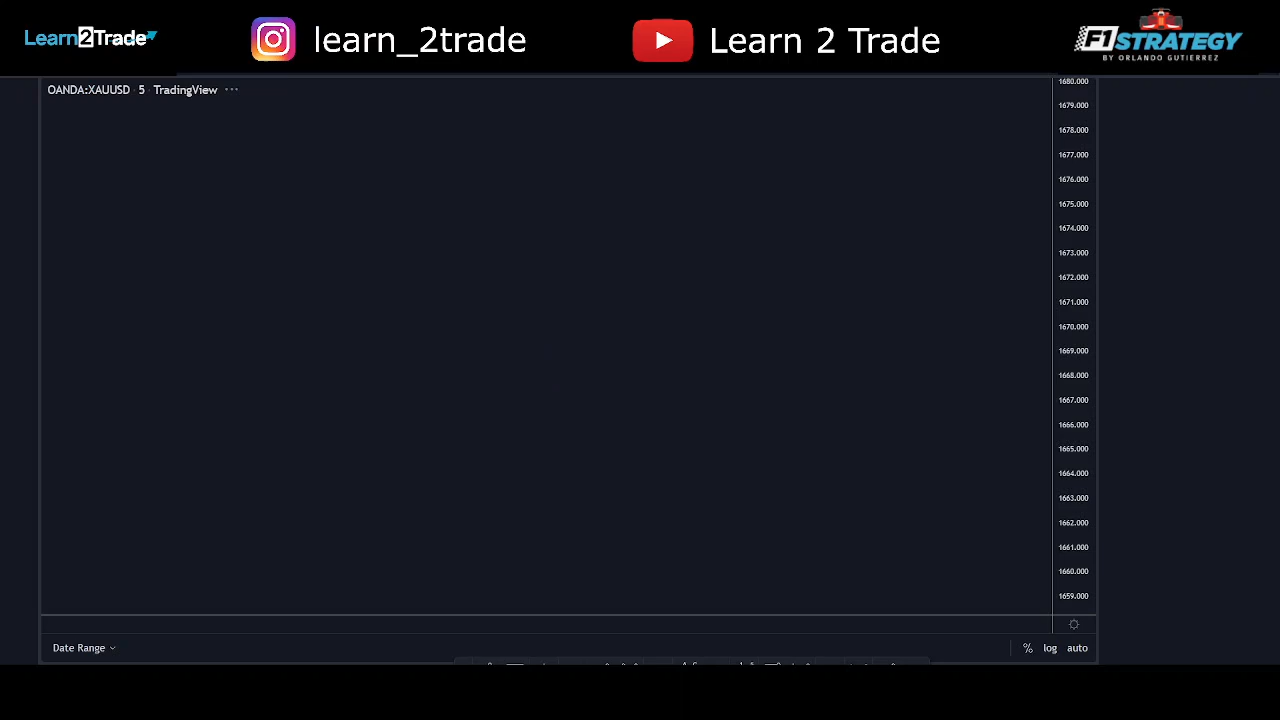 Learn2Trade
learn_2trade
Learn 2 Trade
F1STRATEGY
BY ORLANDO GUTIERREZ
OANDA:XAUUSD 5 TradingView ...
1680.000
1679.000
1678.000
1677.000
1676.000
1675.000
1674.000
1673.000
1672.000
1671.000
1670.000
1669.000
1668.000
1667.000
1666.000
1665.000
1664.000
1663.000
1662.000
1661.000
1660.000
1659.000
Date Range
% log auto